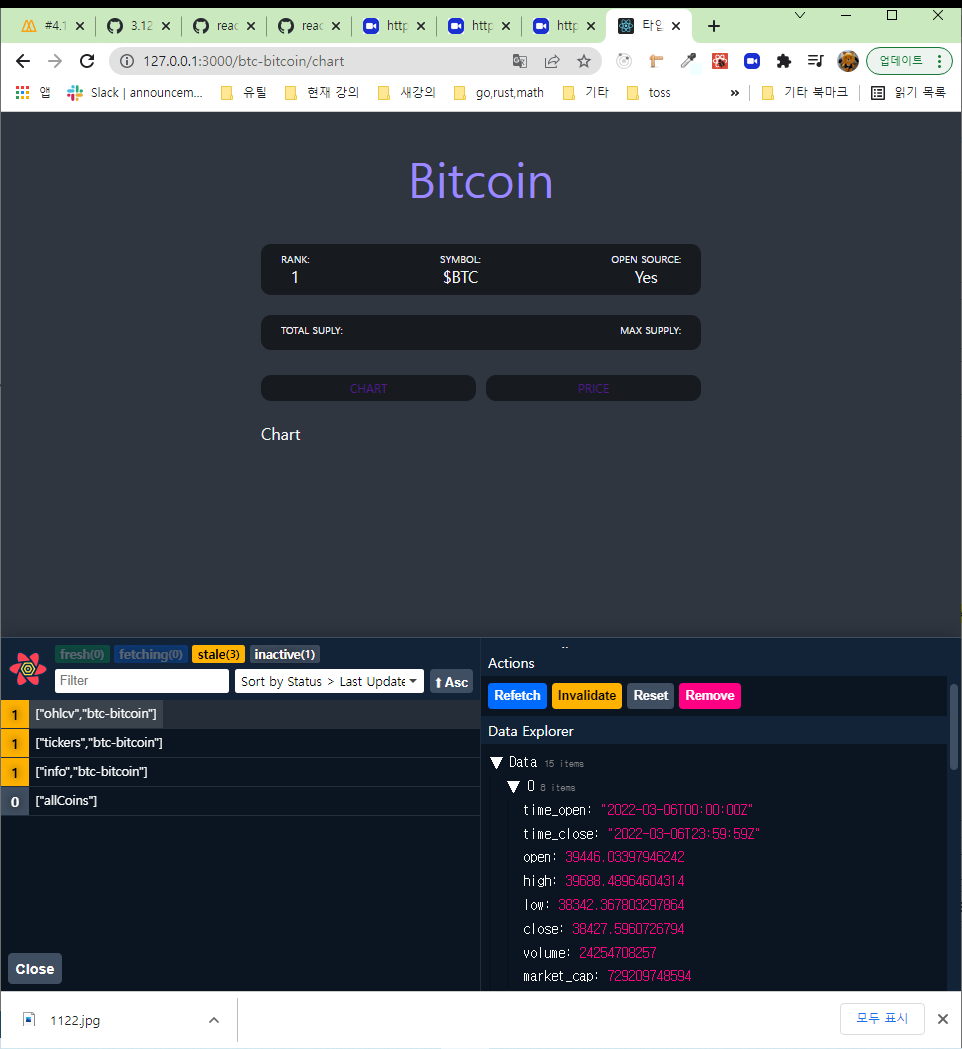 #4.1
3.12
reac
reac
http
http
http
타입
127.0.0.1:3000/btc-bitcoin/chart
업데이트
앱
Slack | announcem...
유틸
현재 강의
새강의
go,rust,math
기타
toss
»
기타 북마크
읽기 목록
Bitcoin
RANK: SYMBOL: OPEN SOURCE:
1 $BTC Yes
TOTAL SUPLY: MAX SUPPLY:
CHART PRICE
Chart
fresh(0) fetching(0) stale(3) inactive(1)
Filter Sort by Status > Last Update Asc
1 ["ohlcv","btc-bitcoin"]
1 ["tickers","btc-bitcoin"]
1 ["info","btc-bitcoin"]
0 ["allCoins"]
Close
Actions
Refetch Invalidate Reset Remove
Data Explorer
Data 15 items
0 8 items
time_open: "2022-03-06T00:00:00Z"
time_close: "2022-03-06T23:59:59Z"
open: 39446.03397946242
high: 39688.48964604314
low: 38342.367803297864
close: 38427.5960726794
volume: 24254708257
market_cap: 729209748594
1122.jpg
모두 표시